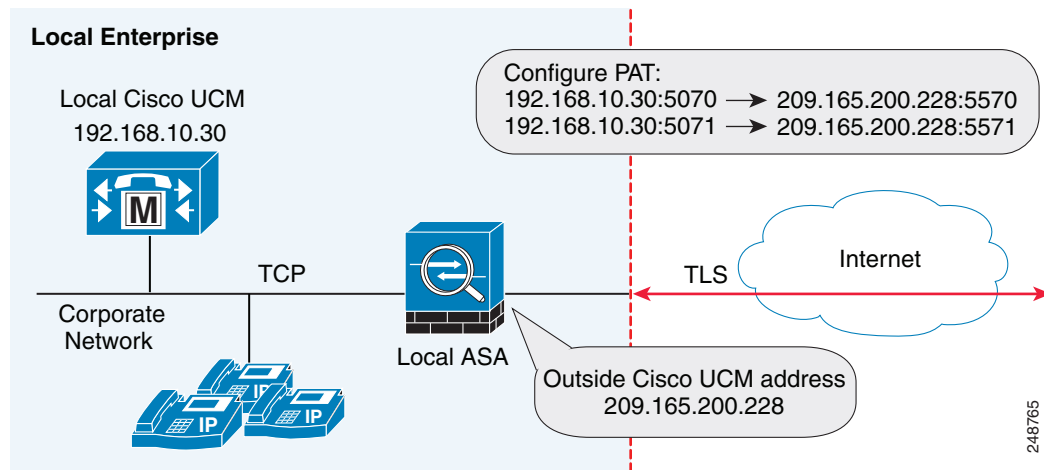 Local Enterprise
Configure PAT:
192.168.10.30:5070 → 209.165.200.228:5570
192.168.10.30:5071 → 209.165.200.228:5571
Local Cisco UCM
192.168.10.30
M
TCP
TLS
Internet
Corporate
Network
Local ASA
IP
IP
IP
Outside Cisco UCM address
209.165.200.228
248765